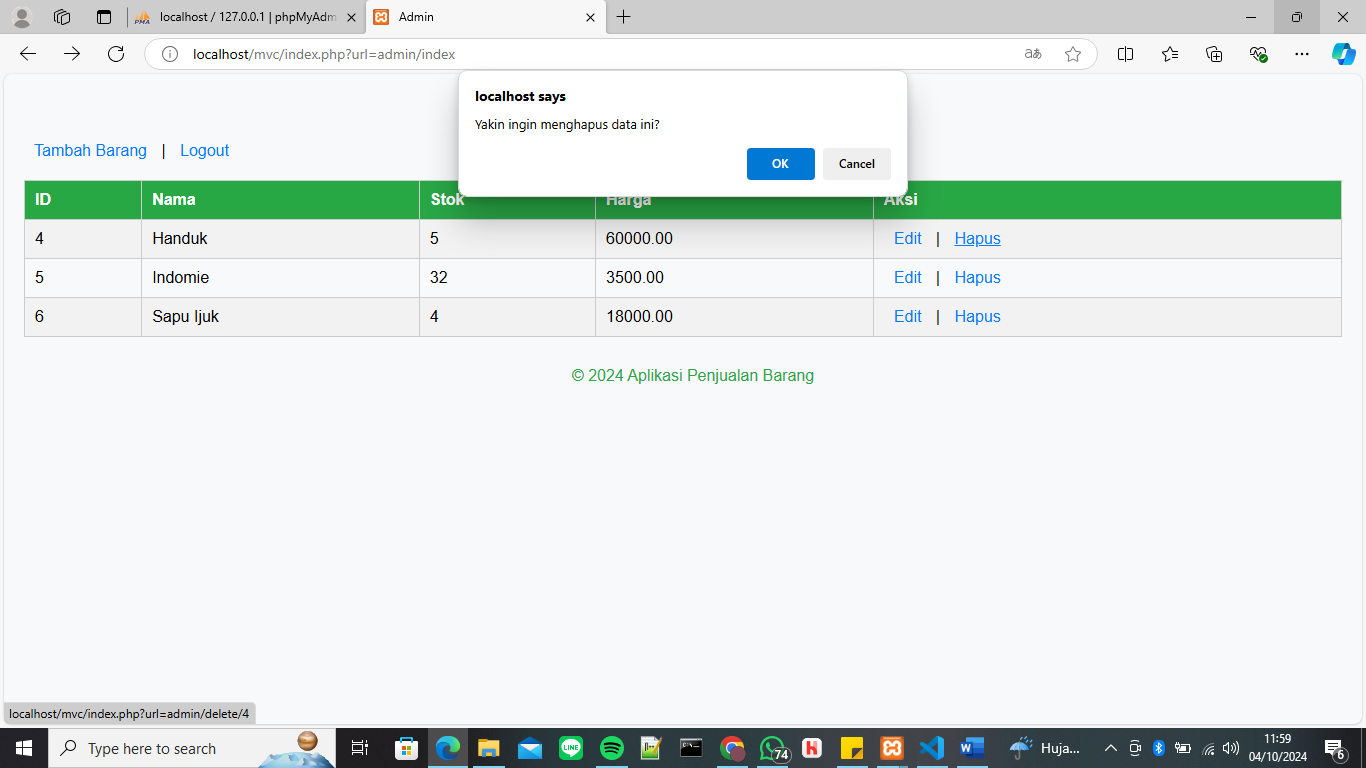 localhost / 127.0.0.1 | phpMyAdm
Admin
localhost/mvc/index.php?url=admin/index
localhost says
Yakin ingin menghapus data ini?
OK Cancel
Tambah Barang | Logout
ID Nama Stok Harga Aksi
4 Handuk 5 60000.00 Edit | Hapus
5 Indomie 32 3500.00 Edit | Hapus
6 Sapu Ijuk 4 18000.00 Edit | Hapus
© 2024 Aplikasi Penjualan Barang
localhost/mvc/index.php?url=admin/delete/4
Type here to search
LINE
74
Huja...
11:59
04/10/2024
6